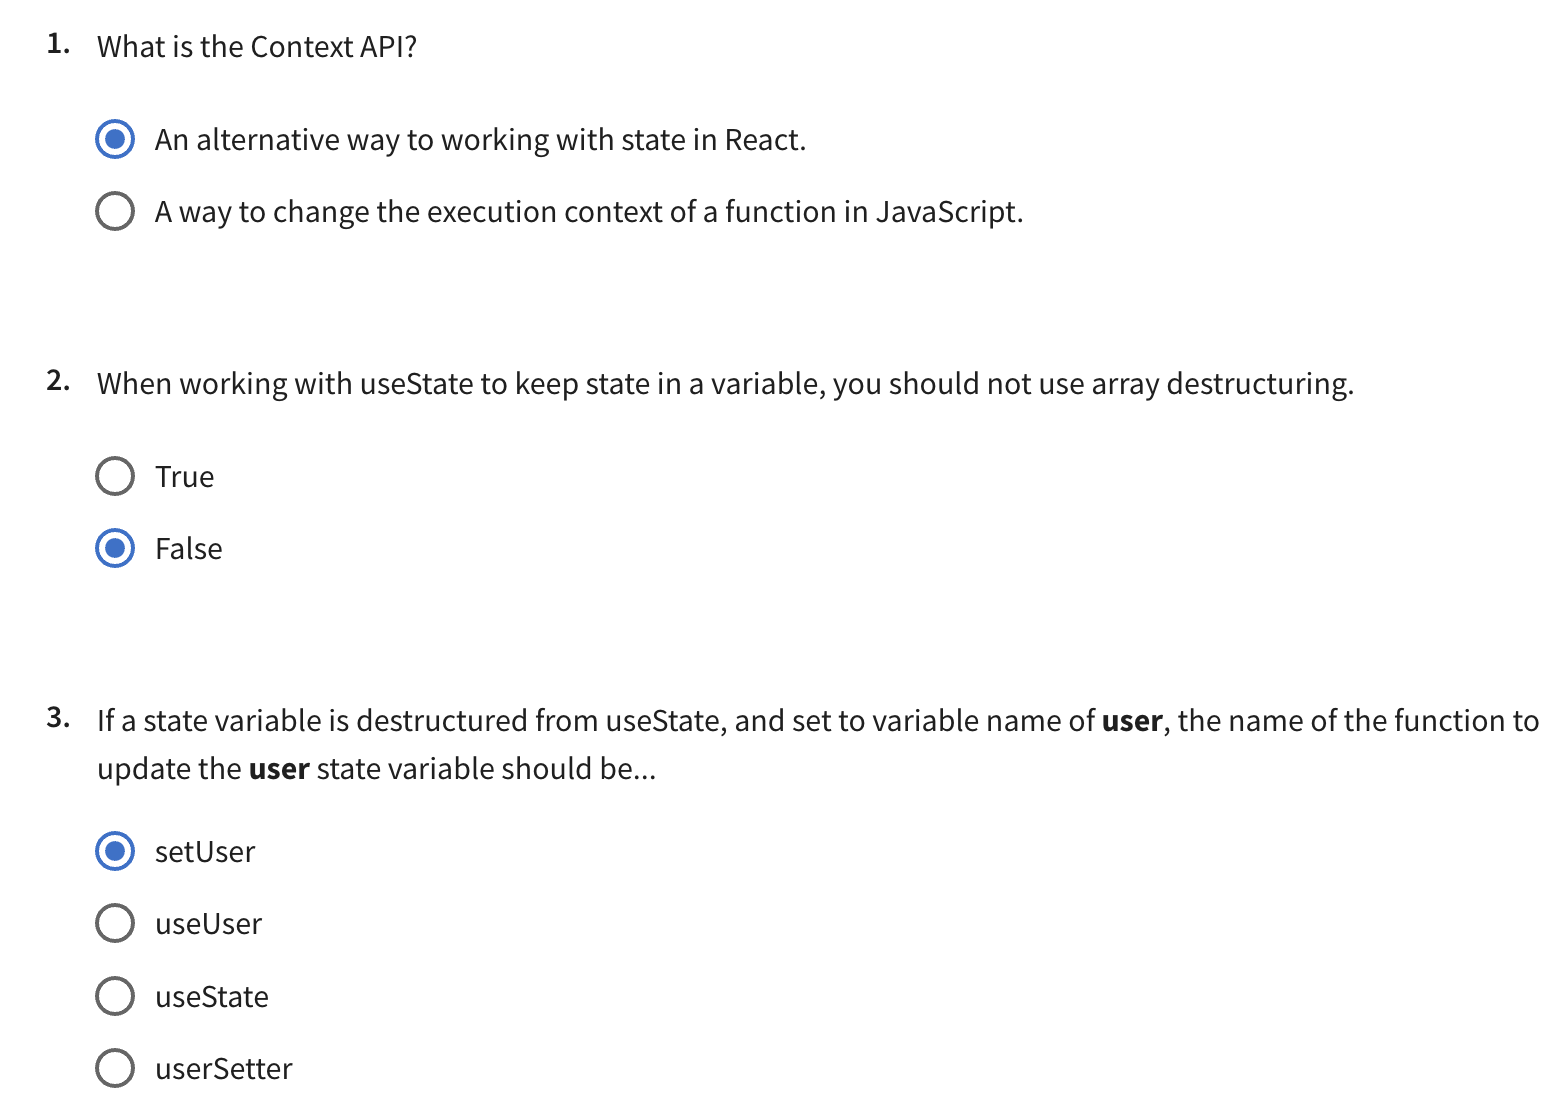 1. What is the Context API?
An alternative way to working with state in React.
A way to change the execution context of a function in JavaScript.
2. When working with useState to keep state in a variable, you should not use array destructuring.
True
False
3. If a state variable is destructured from useState, and set to variable name of user, the name of the function to
update the user state variable should be...
setUser
useUser
useState
userSetter